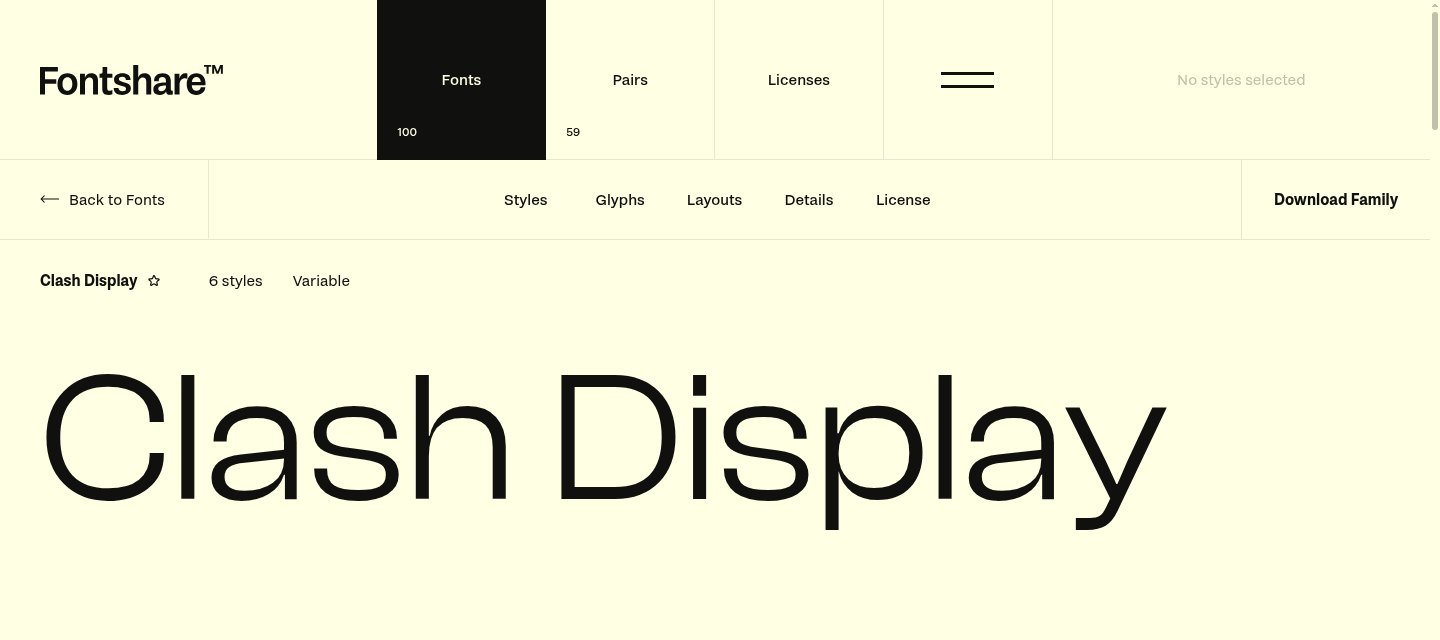 Fontshare™
Fonts
Pairs
Licenses
No styles selected
100
59
Back to Fonts
Styles
Glyphs
Layouts
Details
License
Download Family
Clash Display
6 styles
Variable
Clash Display